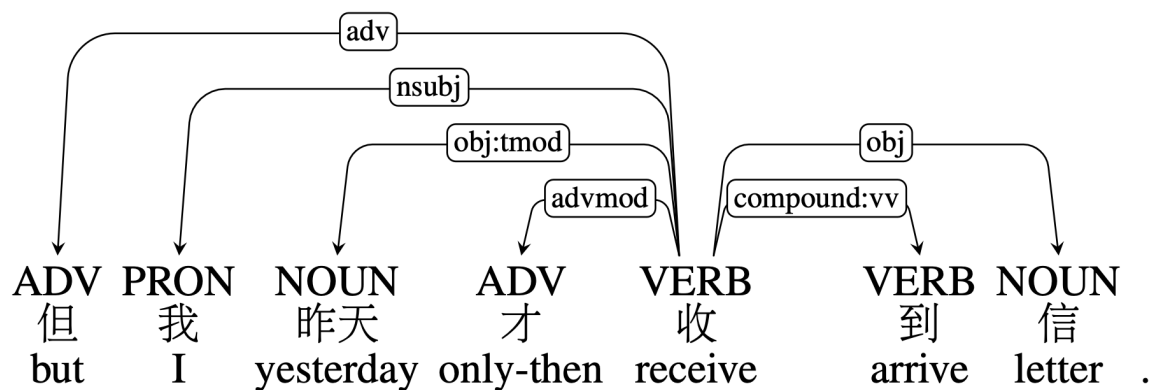 adv
nsubj
obj:tmod obj
advmod compound:vv
ADV PRON NOUN ADV VERB VERB NOUN
但 我 昨天 才 收 到 信
but I yesterday only-then receive arrive letter .